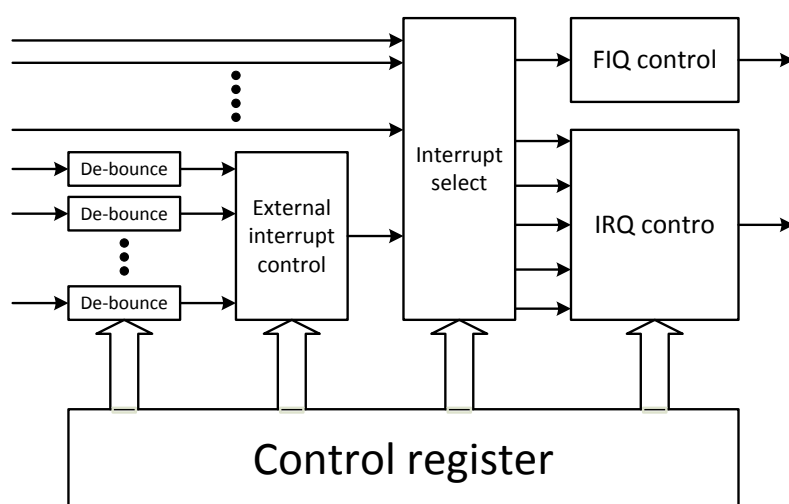 FIQ control
Interrupt
select
De-bounce
De-bounce
De-bounce
External
interrupt
control
IRQ contro
Control register